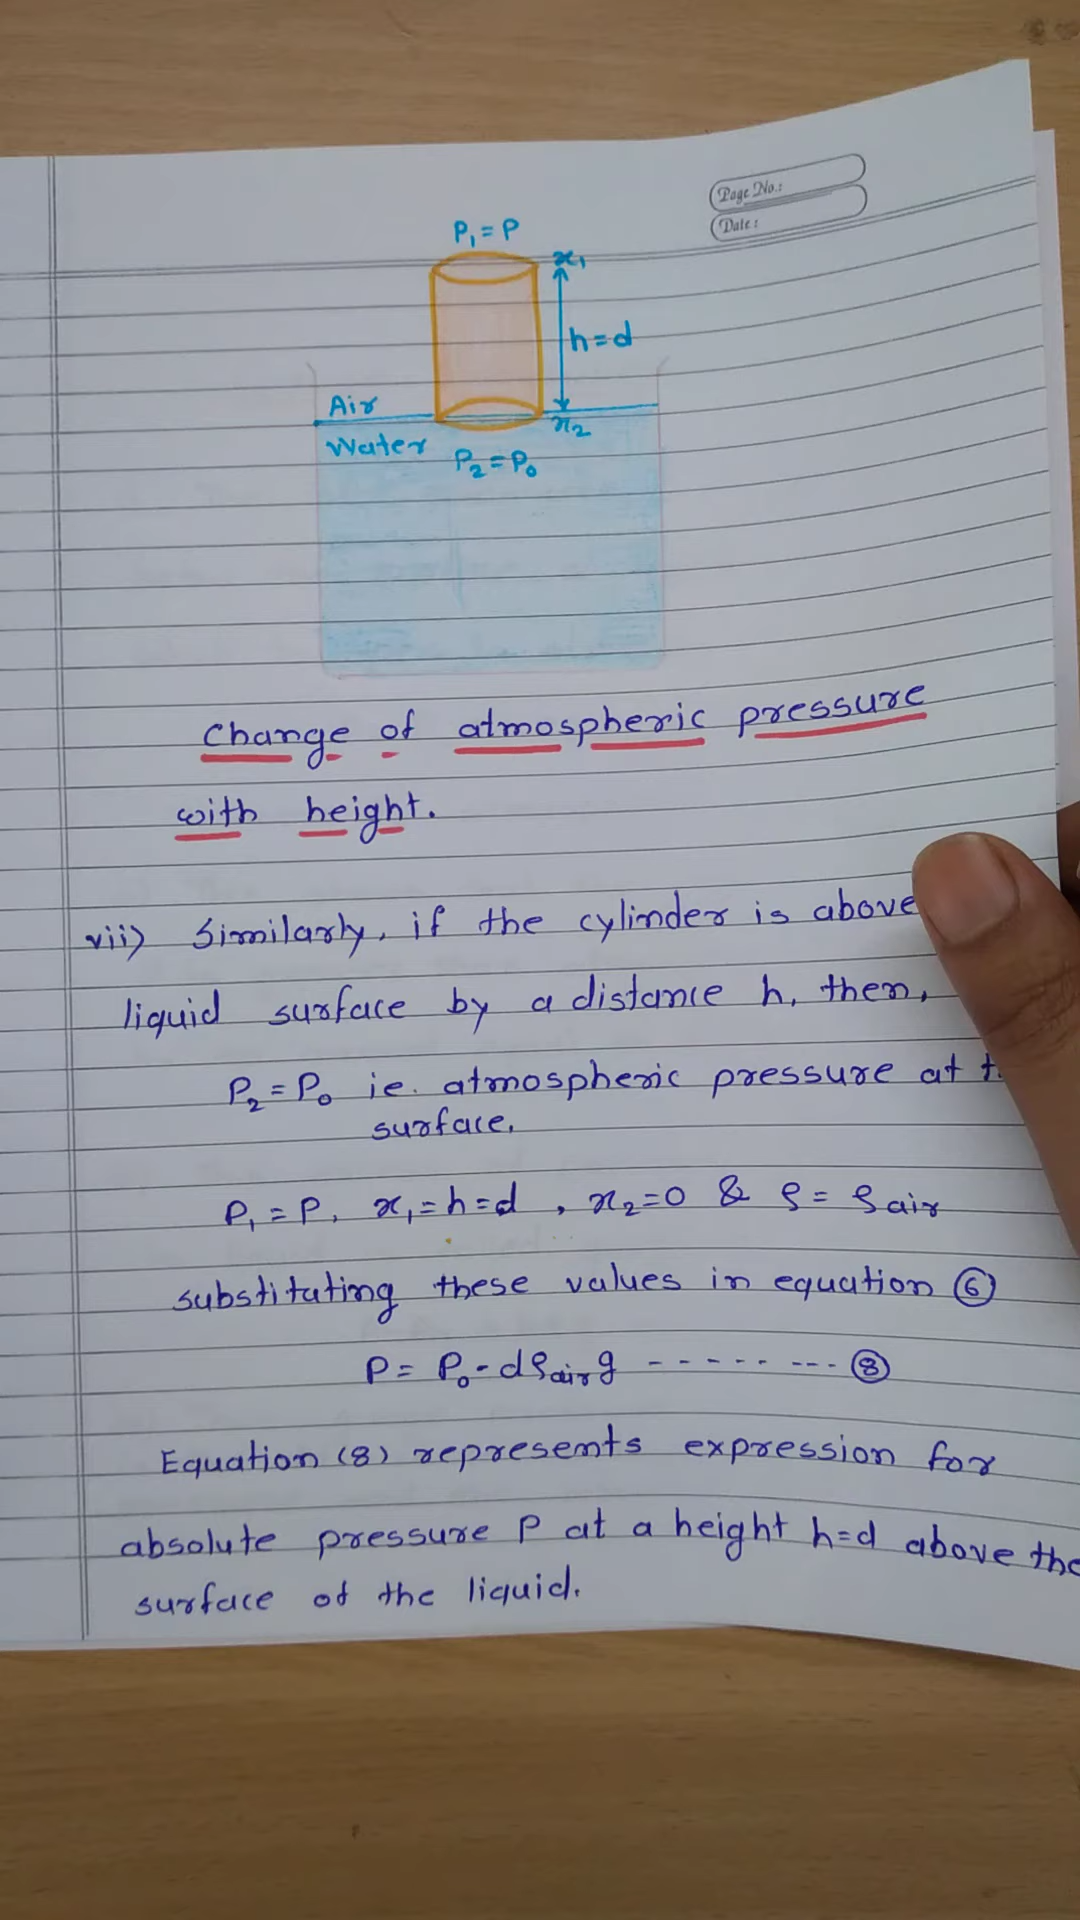 Page No.:
Date:
P₁ = P
x₁
h=d
Air
x₂
Water
P₂ = P₀
Change of atmospheric pressure
with height.
vii) Similarly, if the cylinder is above
liquid surface by a distance h, then,
P₂ = P₀ ie. atmospheric pressure at
surface.
P₁ = P, x₁ = h = d , x₂ = 0 & ρ = ρ air
substituting these values in equation ⑥
P = P₀ - dρair g - - - - - - - - - ⑧
Equation (8) represents expression for
absolute pressure P at a height h=d above the
surface of the liquid.